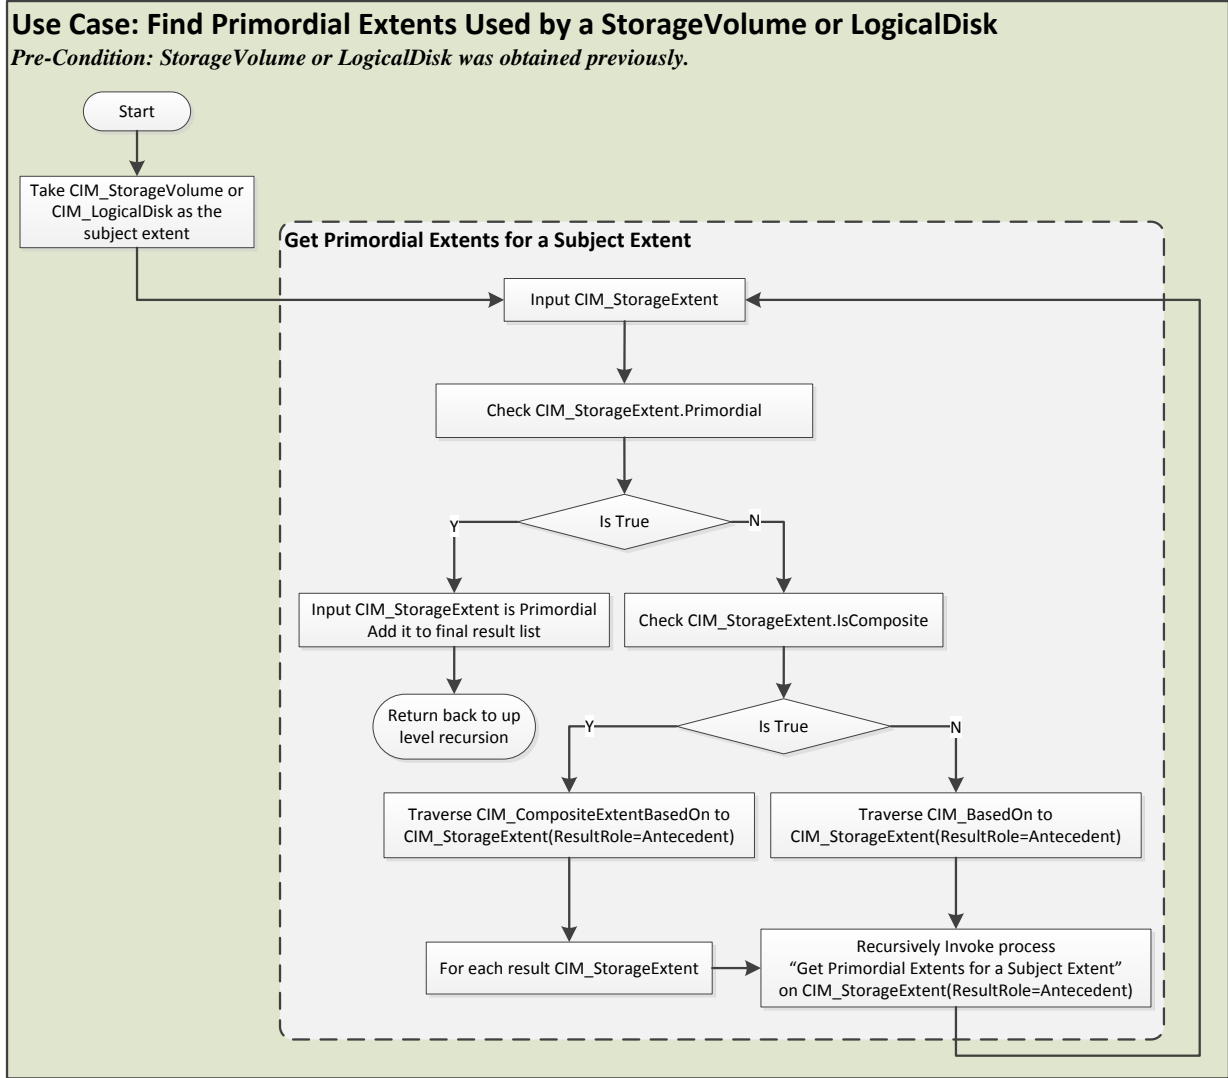 Use Case: Find Primordial Extents Used by a StorageVolume or LogicalDisk
Pre-Condition: StorageVolume or LogicalDisk was obtained previously.
Start
Take CIM_StorageVolume or
CIM_LogicalDisk as the
subject extent
Get Primordial Extents for a Subject Extent
Input CIM_StorageExtent
Check CIM_StorageExtent.Primordial
Is True
Y
N
Input CIM_StorageExtent is Primordial
Add it to final result list
Check CIM_StorageExtent.IsComposite
Return back to up
level recursion
Is True
Y
N
Traverse CIM_CompositeExtentBasedOn to
CIM_StorageExtent(ResultRole=Antecedent)
Traverse CIM_BasedOn to
CIM_StorageExtent(ResultRole=Antecedent)
For each result CIM_StorageExtent
Recursively Invoke process
“Get Primordial Extents for a Subject Extent”
on CIM_StorageExtent(ResultRole=Antecedent)